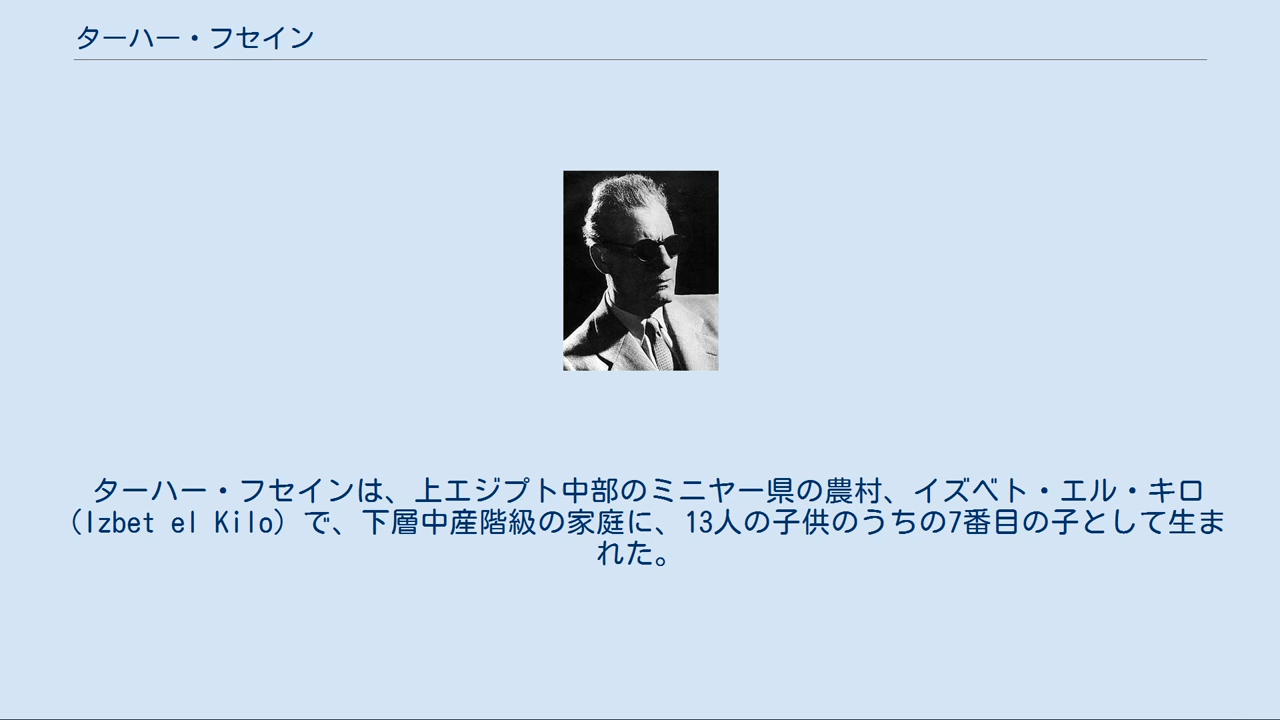 ターハー・フセイン
ターハー・フセインは、上エジプト中部のミニヤー県の農村、イズベト・エル・キロ
(Izbet el Kilo) で、下層中産階級の家庭に、13人の子供のうちの7番目の子として生ま
れた。